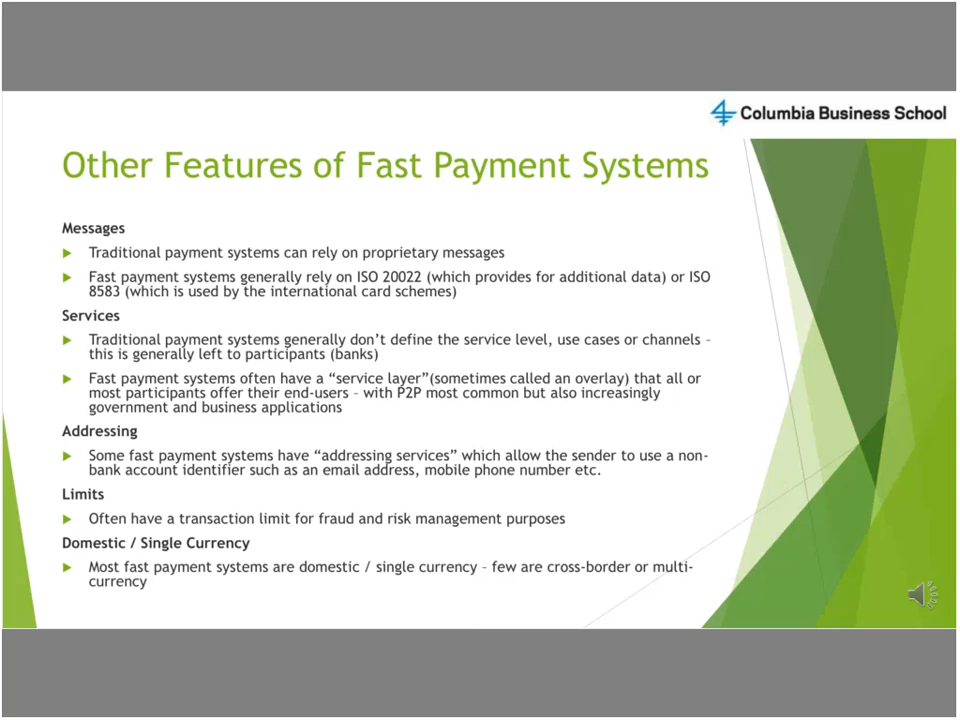 Columbia Business School
Other Features of Fast Payment Systems
Messages
Traditional payment systems can rely on proprietary messages
Fast payment systems generally rely on ISO 20022 (which provides for additional data) or ISO
8583 (which is used by the international card schemes)
Services
Traditional payment systems generally don't define the service level, use cases or channels –
this is generally left to participants (banks)
Fast payment systems often have a "service layer"(sometimes called an overlay) that all or
most participants offer their end-users – with P2P most common but also increasingly
government and business applications
Addressing
Some fast payment systems have "addressing services" which allow the sender to use a non-
bank account identifier such as an email address, mobile phone number etc.
Limits
Often have a transaction limit for fraud and risk management purposes
Domestic / Single Currency
Most fast payment systems are domestic / single currency – few are cross-border or multi-
currency